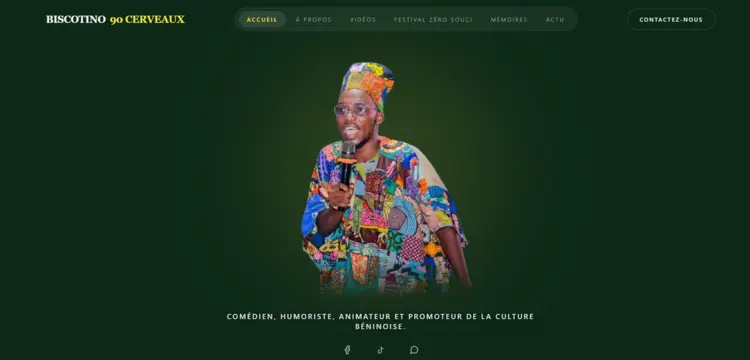 BISCOTINO 90 CERVEAUX
ACCUEIL
À PROPOS
VIDÉOS
FESTIVAL ZÉRO SOUCI
MÉMOIRES
ACTU
CONTACTEZ-NOUS
COMÉDIEN, HUMORISTE, ANIMATEUR ET PROMOTEUR DE LA CULTURE
BÉNINOISE.